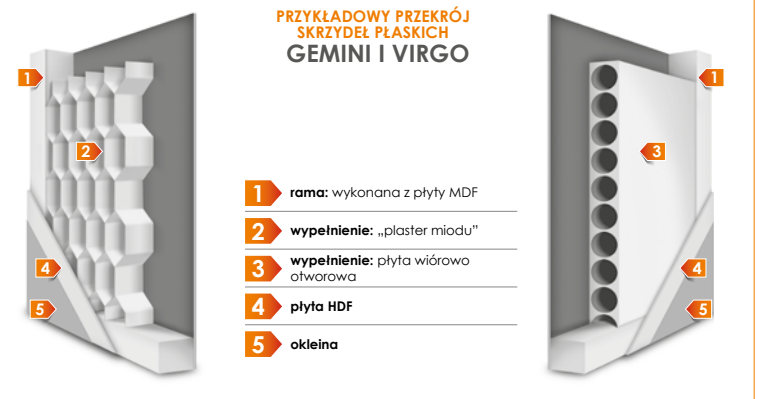 PRZYKŁADOWY PRZEKRÓJ
SKRZYDEŁ PŁASKICH
GEMINI I VIRGO
1
2
4
5
1 rama: wykonana z płyty MDF
2 wypełnienie: „plaster miodu”
3 wypełnienie: płyta wiórowo
otworowa
4 płyta HDF
5 okleina
1
3
4
5